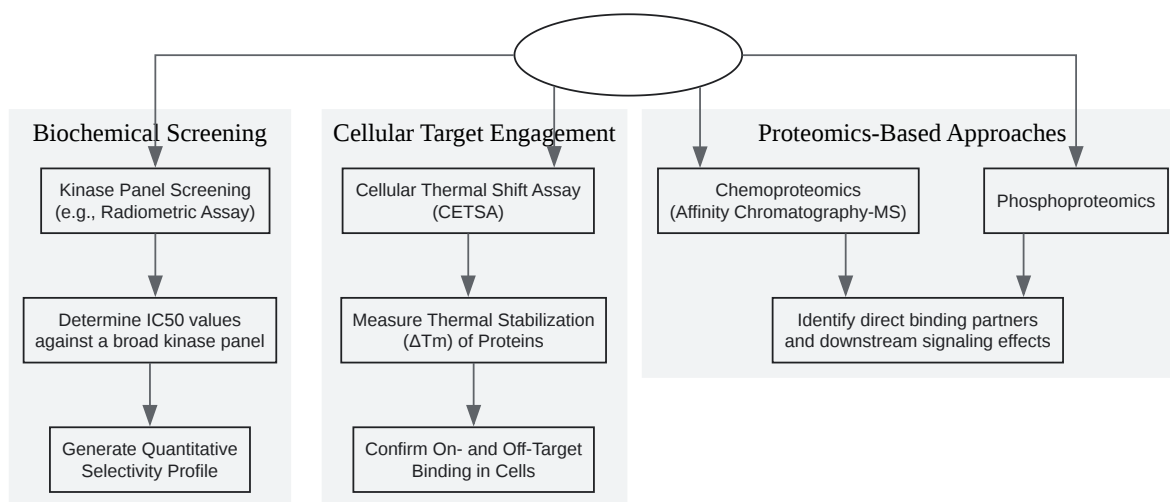 Biochemical Screening
Kinase Panel Screening
(e.g., Radiometric Assay)
Determine IC50 values
against a broad kinase panel
Generate Quantitative
Selectivity Profile
Cellular Target Engagement
Cellular Thermal Shift Assay
(CETSA)
Measure Thermal Stabilization
(ΔTm) of Proteins
Confirm On- and Off-Target
Binding in Cells
Proteomics-Based Approaches
Chemoproteomics
(Affinity Chromatography-MS)
Phosphoproteomics
Identify direct binding partners
and downstream signaling effects